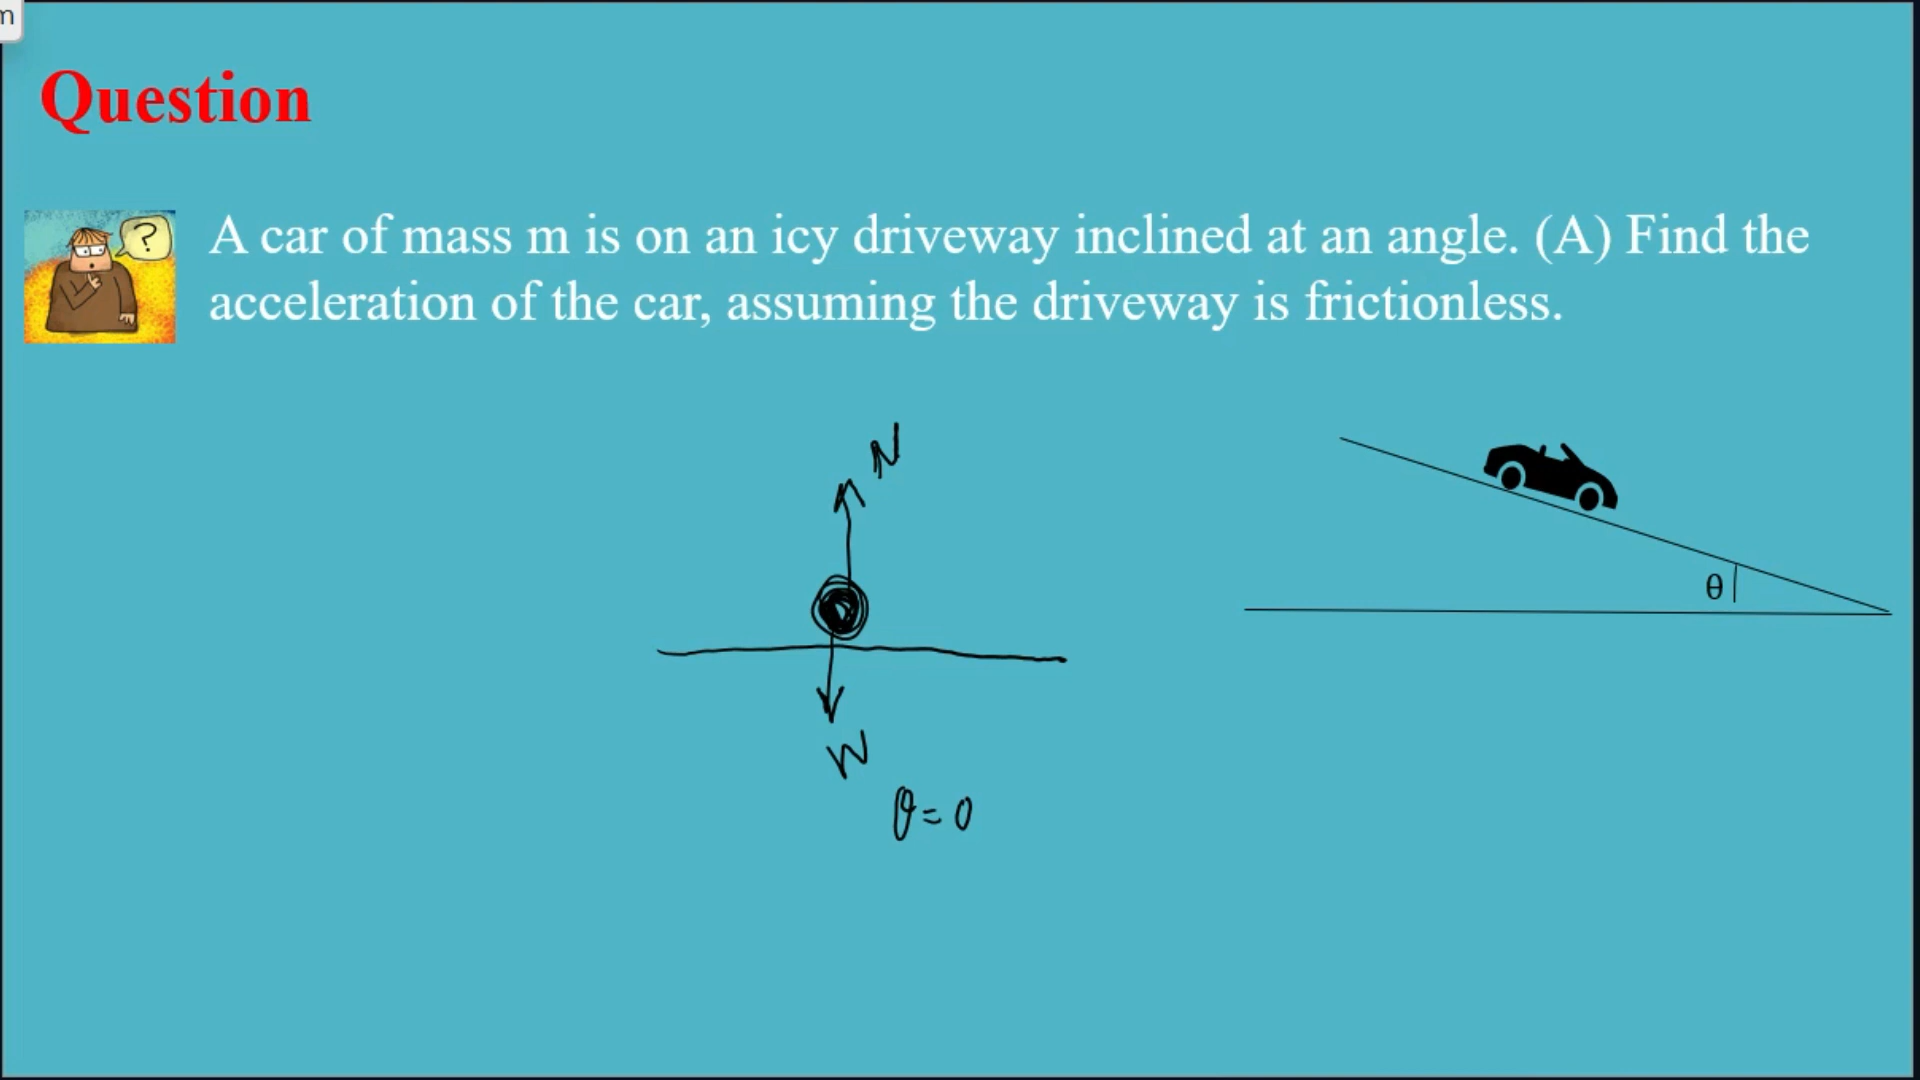 m
Question
?
A car of mass m is on an icy driveway inclined at an angle. (A) Find the
acceleration of the car, assuming the driveway is frictionless.
N
θ
W
θ = 0